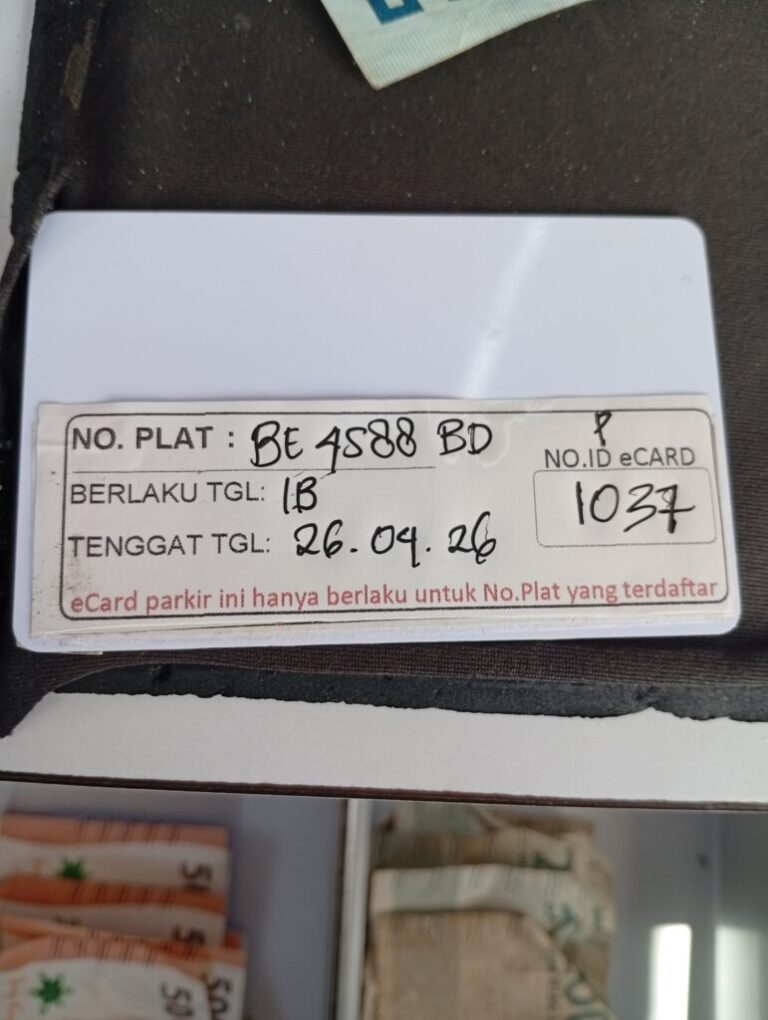 NO. PLAT : BE 4588 BD
P
NO.ID eCARD
BERLAKU TGL: 1B
1037
TENGGAT TGL: 26.04.26
eCard parkir ini hanya berlaku untuk No.Plat yang terdaftar
50